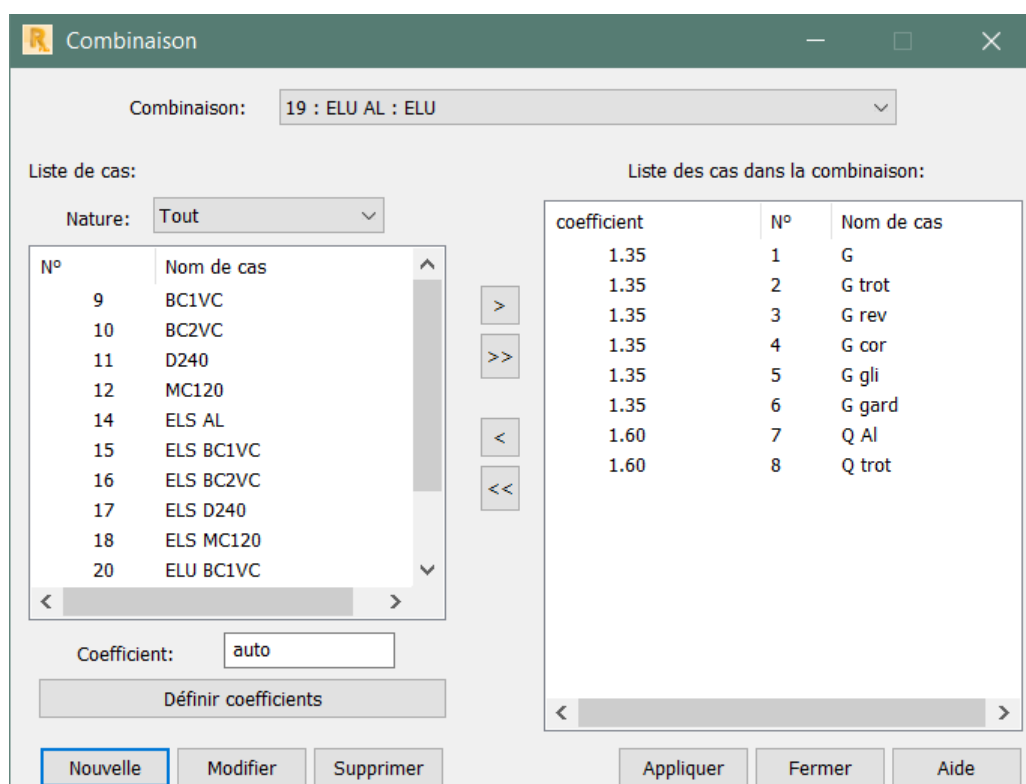 Combinaison
Combinaison: 19 : ELU AL : ELU
Liste de cas:
Nature: Tout
Nº Nom de cas
9 BC1VC
10 BC2VC
11 D240
12 MC120
14 ELS AL
15 ELS BC1VC
16 ELS BC2VC
17 ELS D240
18 ELS MC120
20 ELU BC1VC
Coefficient: auto
Définir coefficients
Nouvelle Modifier Supprimer
>
>>
<
<<
Liste des cas dans la combinaison:
coefficient Nº Nom de cas
1.35 1 G
1.35 2 G trot
1.35 3 G rev
1.35 4 G cor
1.35 5 G gli
1.35 6 G gard
1.60 7 Q Al
1.60 8 Q trot
Appliquer Fermer Aide